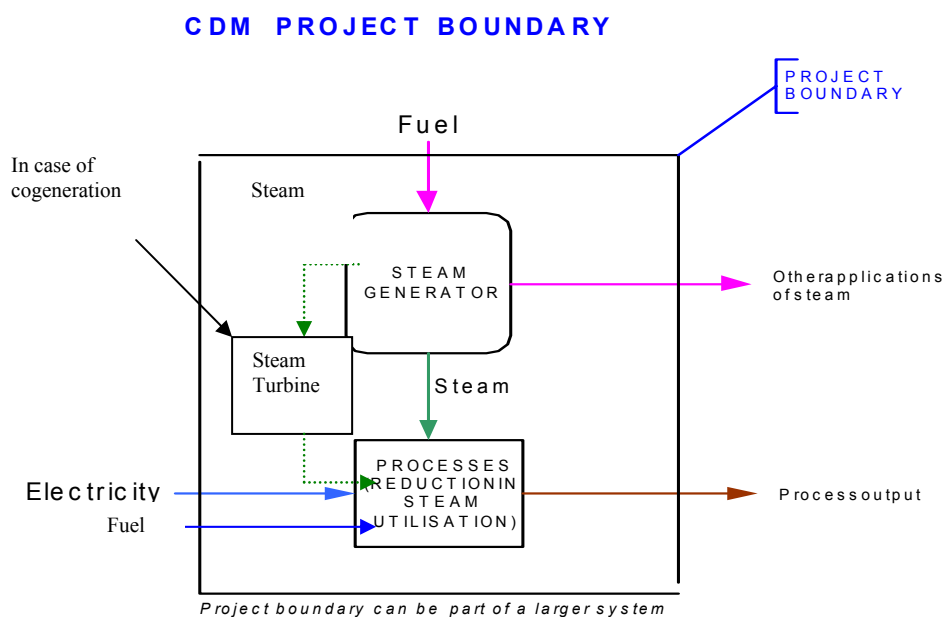 CDM PROJECT BOUNDARY
PROJECT
BOUNDARY
Fuel
In case of
cogeneration
Steam
STEAM
GENERATOR
Otherapplications
ofsteam
Steam
Turbine
Steam
PROCESSES
(REDUCTIONIN
STEAM
UTILISATION)
Electricity
Fuel
Processoutput
Project boundary can be part of a larger system